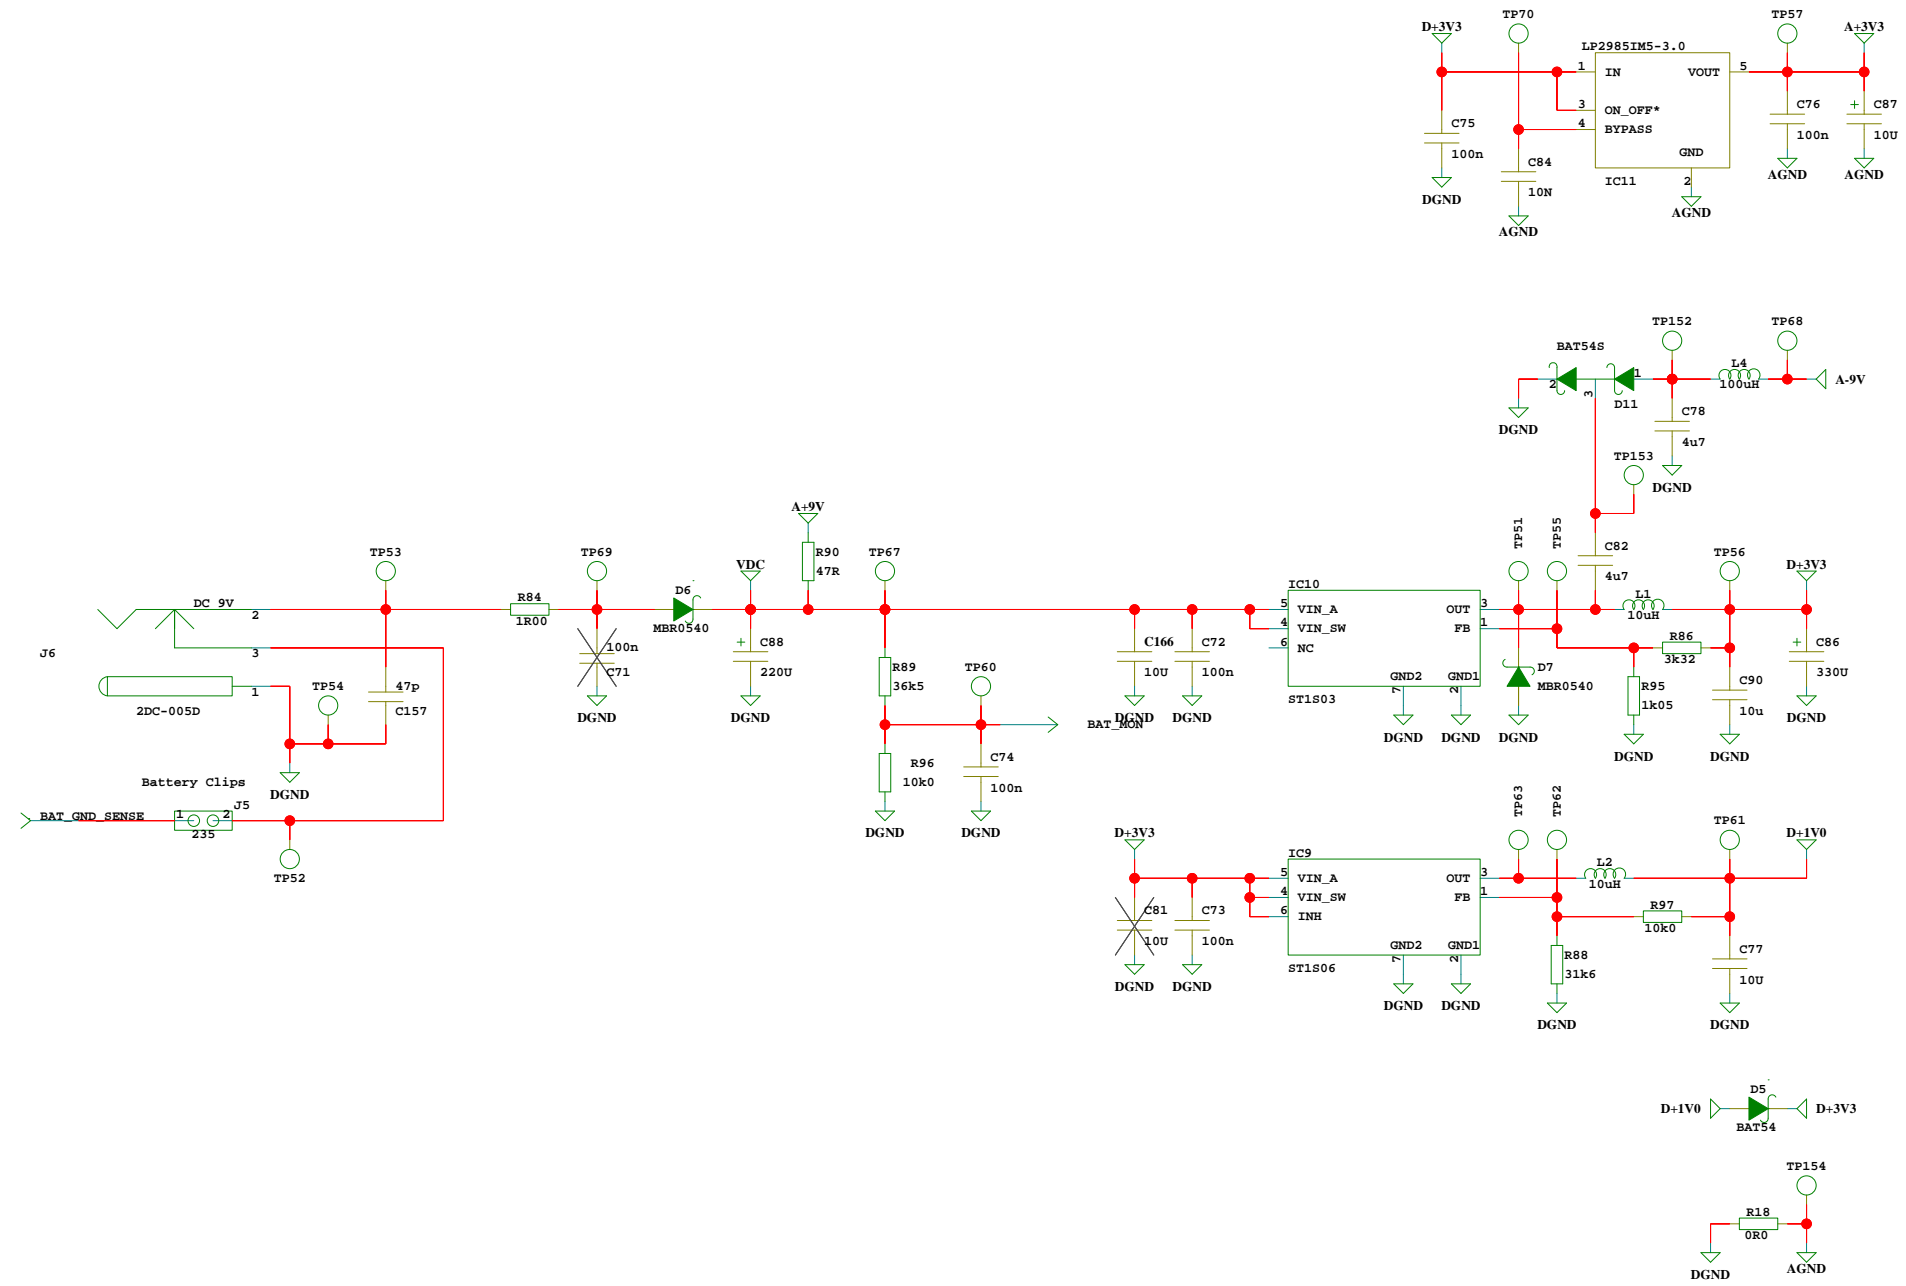 TP70
TP57
D+3V3
A+3V3
LP2985IM5-3.0
1
IN
VOUT
5
3
ON_OFF*
4
BYPASS
GND
2
IC11
AGND
C75
100n
DGND
C84
10N
AGND
C76
100n
AGND
+
C87
10U
AGND
TP152
TP68
BAT54S
2
1
3
D11
L4
100uH
A-9V
DGND
C78
4u7
DGND
TP153
A+9V
R90
47R
TP53
TP69
VDC
TP67
TP51
TP55
C82
4u7
TP56
D+3V3
DC 9V
2
3
1
J6
2DC-005D
TP54
47p
C157
DGND
R84
1R00
100n
C71
DGND
D6
MBR0540
+
C88
220U
DGND
R89
36k5
TP60
BAT_MON
R96
10k0
DGND
C74
100n
DGND
C166
10U
DGND
C72
100n
DGND
IC10
5
VIN_A
4
VIN_SW
6
NC
OUT
3
FB
1
GND2
GND1
7
2
ST1S03
DGND
DGND
D7
MBR0540
DGND
L1
10uH
R86
3k32
R95
1k05
DGND
C90
10u
DGND
+
C86
330U
DGND
Battery Clips
BAT_GND_SENSE
1
2
J5
235
TP52
D+3V3
TP63
TP62
TP61
D+1V0
C81
10U
DGND
C73
100n
DGND
IC9
5
VIN_A
4
VIN_SW
6
INH
OUT
3
FB
1
GND2
GND1
7
2
ST1S06
DGND
DGND
L2
10uH
R97
10k0
R88
31k6
DGND
C77
10U
DGND
D5
D+1V0
D+3V3
BAT54
TP154
R18
0R0
DGND
AGND